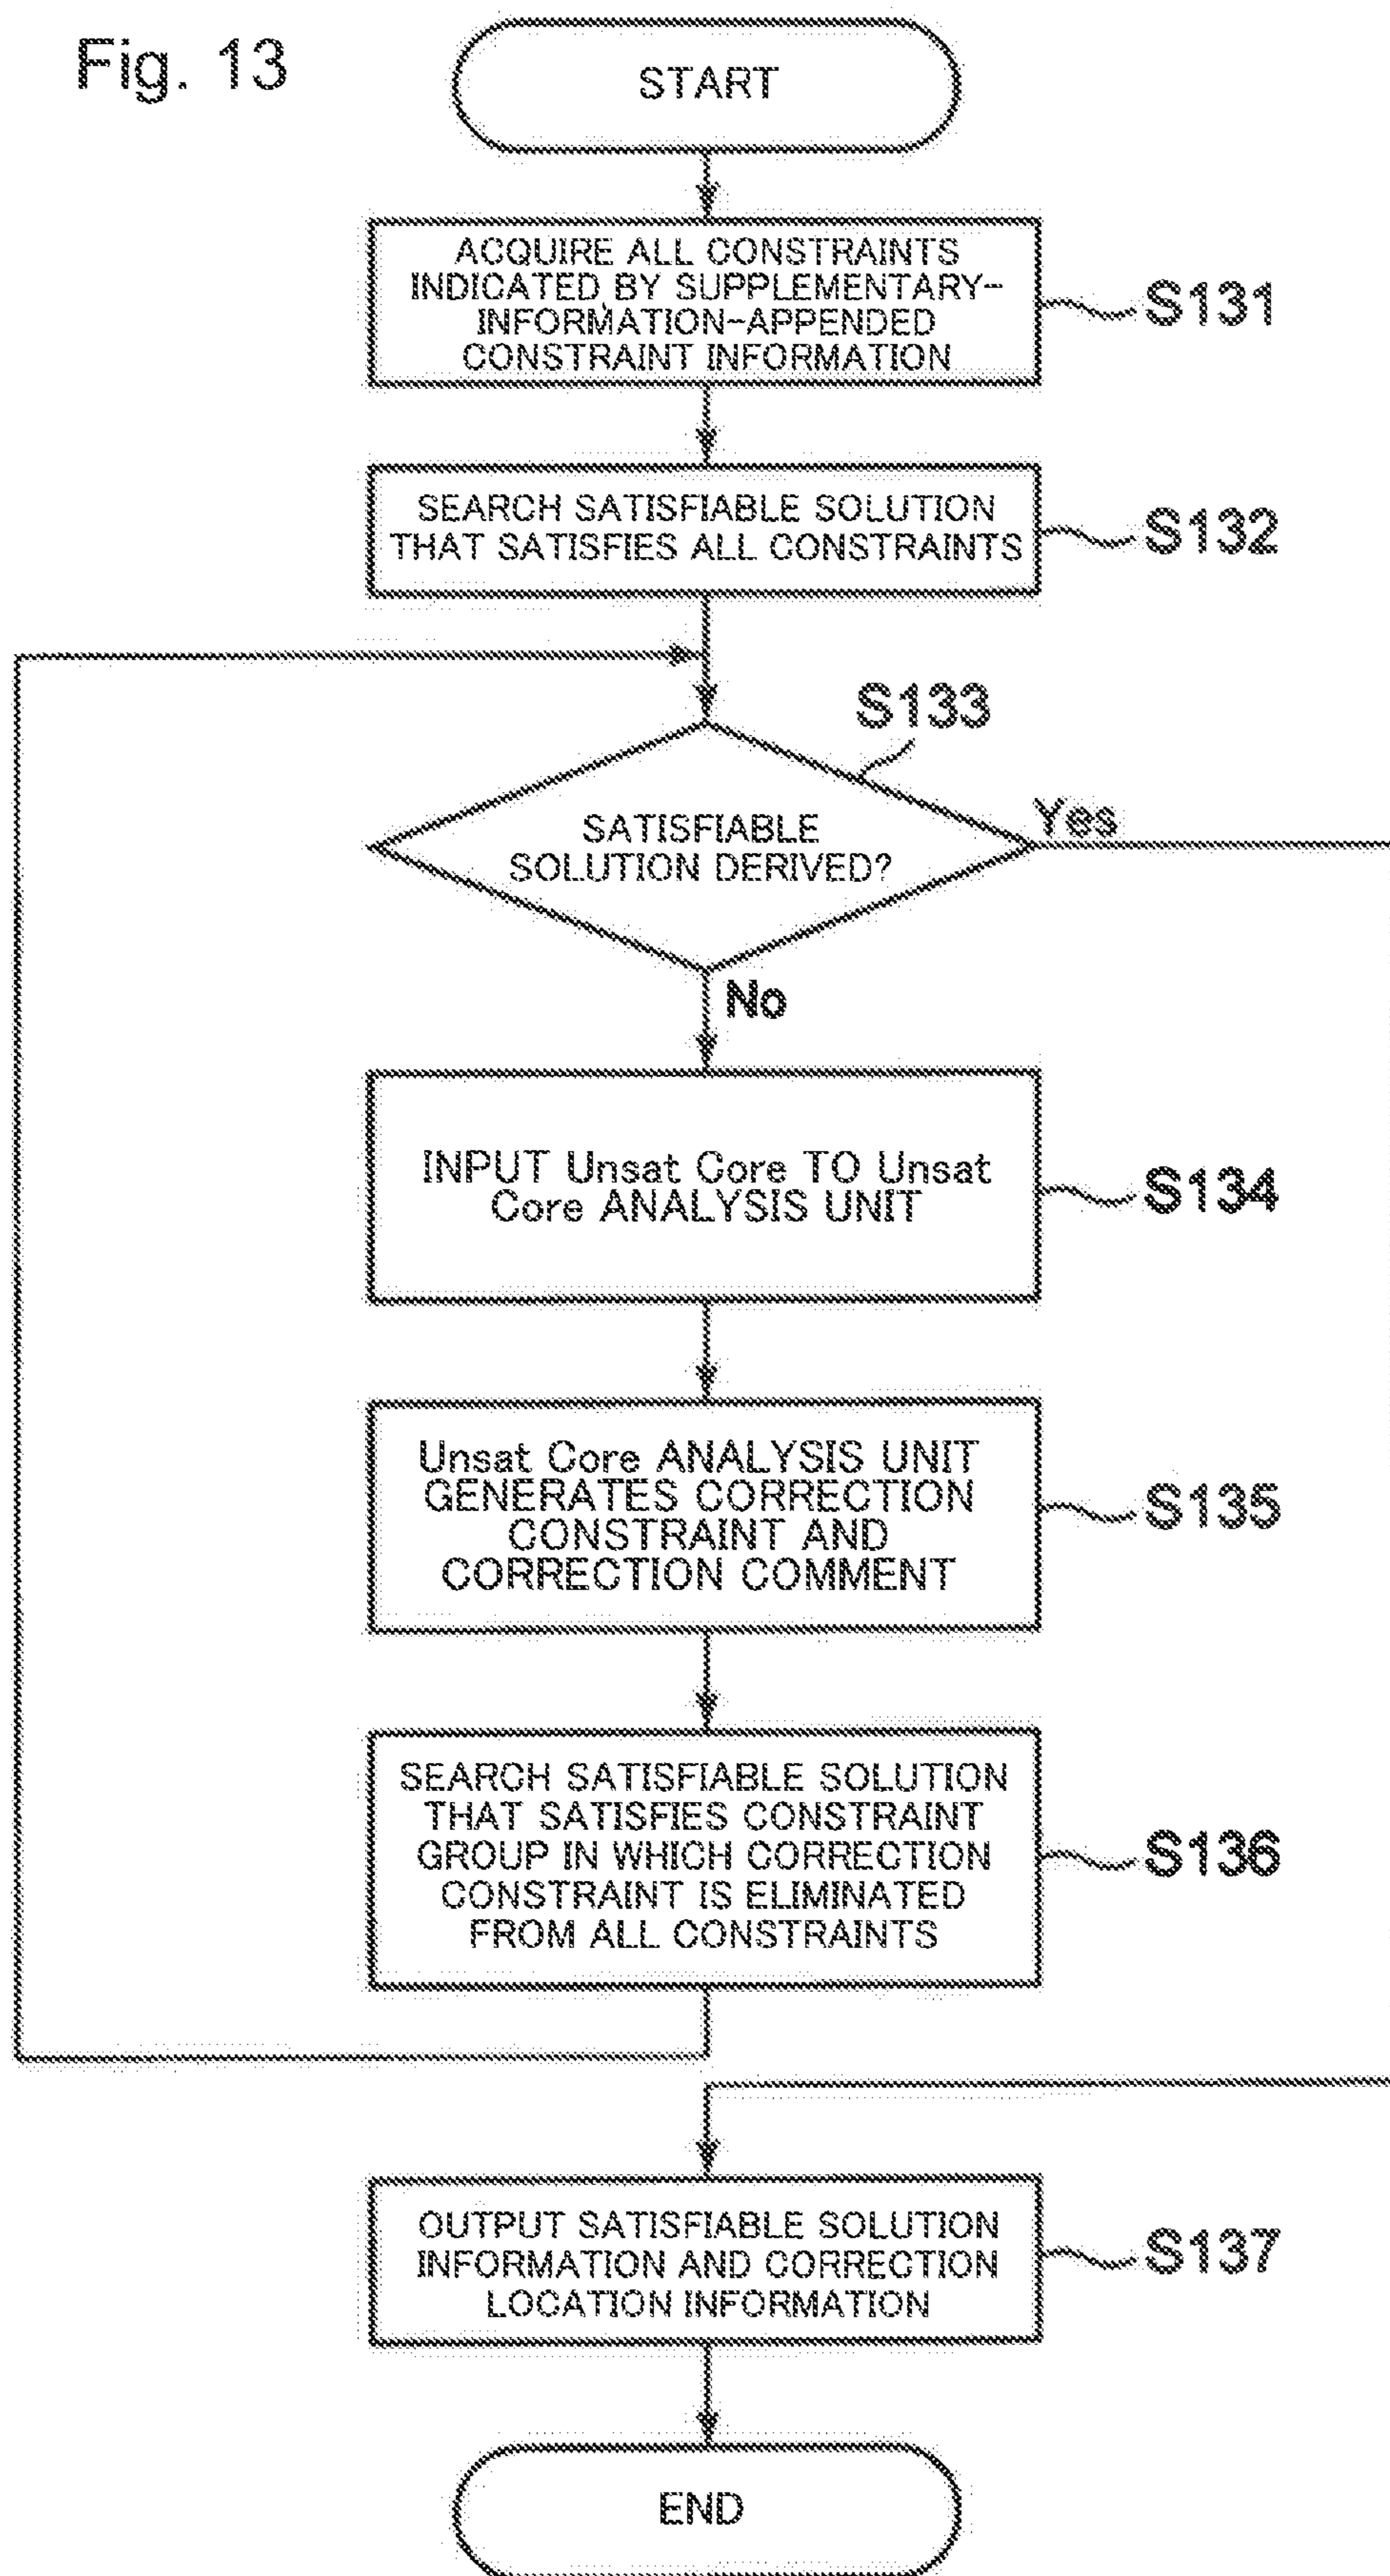 Fig. 13
START
ACQUIRE ALL CONSTRAINTS
INDICATED BY SUPPLEMENTARY-
INFORMATION-APPENDED
CONSTRAINT INFORMATION
S131
SEARCH SATISFIABLE SOLUTION
THAT SATISFIES ALL CONSTRAINTS
S132
S133
SATISFIABLE
SOLUTION DERIVED?
Yes
No
INPUT Unsat Core TO Unsat
Core ANALYSIS UNIT
S134
Unsat Core ANALYSIS UNIT
GENERATES CORRECTION
CONSTRAINT AND
CORRECTION COMMENT
S135
SEARCH SATISFIABLE SOLUTION
THAT SATISFIES CONSTRAINT
GROUP IN WHICH CORRECTION
CONSTRAINT IS ELIMINATED
FROM ALL CONSTRAINTS
S136
OUTPUT SATISFIABLE SOLUTION
INFORMATION AND CORRECTION
LOCATION INFORMATION
S137
END